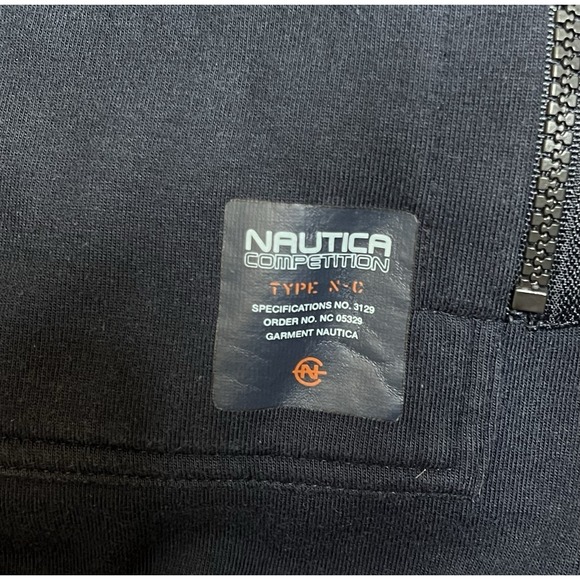 NAUTICA
COMPETITION
TYPE N-C
SPECIFICATIONS NO. 3129
ORDER NO. NC 05329
GARMENT NAUTICA